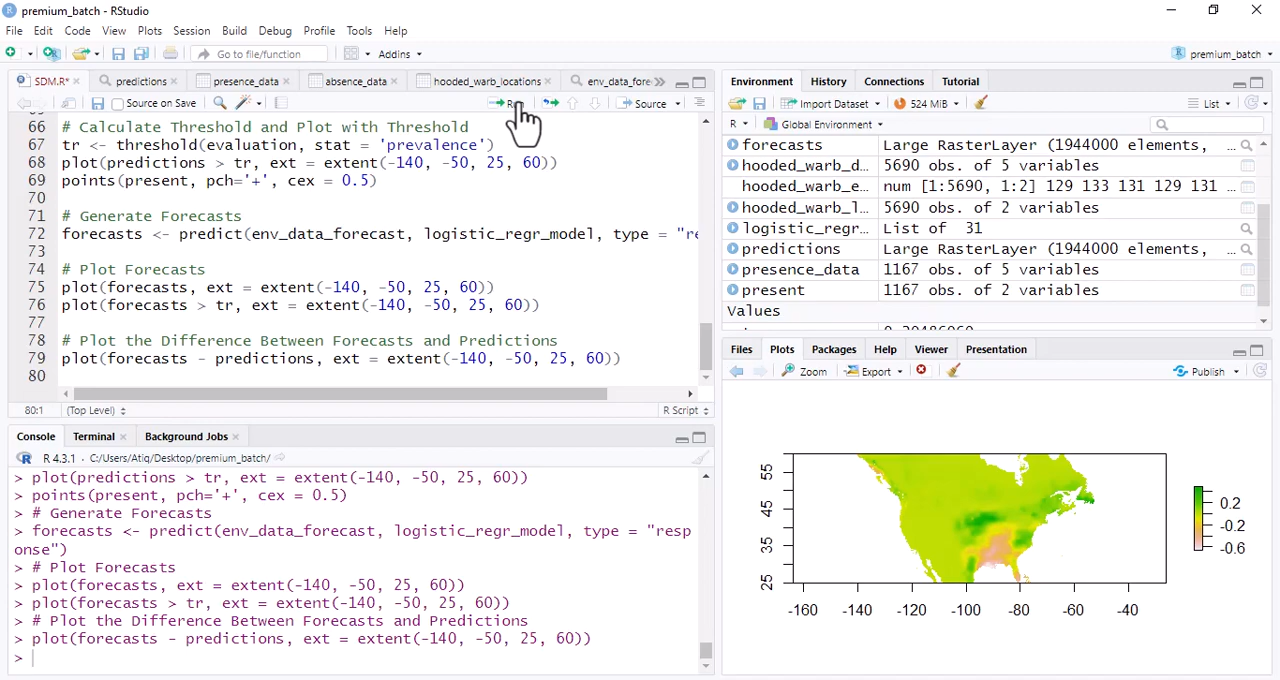 premium_batch - RStudio
File Edit Code View Plots Session Build Debug Profile Tools Help
Go to file/function Addins premium_batch
SDM.R* predictions presence_data absence_data hooded_warb_locations env_data_fore
Source on Save Source
66 # Calculate Threshold and Plot with Threshold
67 tr <- threshold(evaluation, stat = 'prevalence')
68 plot(predictions > tr, ext = extent(-140, -50, 25, 60))
69 points(present, pch='+', cex = 0.5)
70
71 # Generate Forecasts
72 forecasts <- predict(env_data_forecast, logistic_regr_model, type = "re
73
74 # Plot Forecasts
75 plot(forecasts, ext = extent(-140, -50, 25, 60))
76 plot(forecasts > tr, ext = extent(-140, -50, 25, 60))
77
78 # Plot the Difference Between Forecasts and Predictions
79 plot(forecasts - predictions, ext = extent(-140, -50, 25, 60))
80
80:1 (Top Level) R Script
Console Terminal Background Jobs
R 4.3.1 · C:/Users/Atiq/Desktop/premium_batch/
> plot(predictions > tr, ext = extent(-140, -50, 25, 60))
> points(present, pch='+', cex = 0.5)
> # Generate Forecasts
> forecasts <- predict(env_data_forecast, logistic_regr_model, type = "resp
onse")
> # Plot Forecasts
> plot(forecasts, ext = extent(-140, -50, 25, 60))
> plot(forecasts > tr, ext = extent(-140, -50, 25, 60))
> # Plot the Difference Between Forecasts and Predictions
> plot(forecasts - predictions, ext = extent(-140, -50, 25, 60))
>
Environment History Connections Tutorial
Import Dataset 524 MiB List
R Global Environment
forecasts Large RasterLayer (1944000 elements, ...
hooded_warb_d... 5690 obs. of 5 variables
hooded_warb_e... num [1:5690, 1:2] 129 133 131 129 131 ...
hooded_warb_l... 5690 obs. of 2 variables
logistic_regr... List of 31
predictions Large RasterLayer (1944000 elements, ...
presence_data 1167 obs. of 5 variables
present 1167 obs. of 2 variables
Values
Files Plots Packages Help Viewer Presentation
Zoom Export Publish
55
45
35
25
-160 -140 -120 -100 -80 -60 -40
0.2
-0.2
-0.6